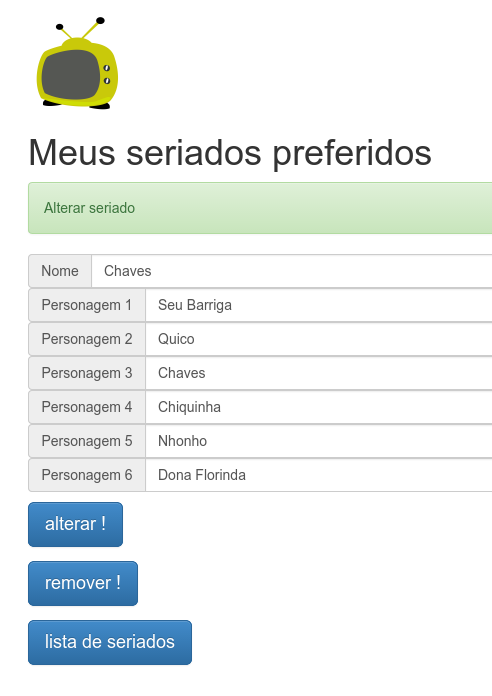 Meus seriados preferidos
Alterar seriado
Nome Chaves
Personagem 1 Seu Barriga
Personagem 2 Quico
Personagem 3 Chaves
Personagem 4 Chiquinha
Personagem 5 Nhonho
Personagem 6 Dona Florinda
alterar !
remover !
lista de seriados